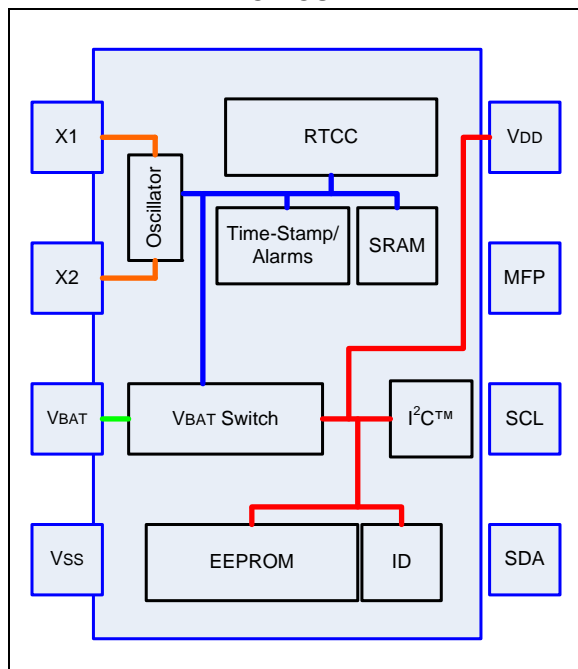 X1
RTCC
VDD
Oscillator
Time-Stamp/
Alarms
SRAM
X2
MFP
VBAT
VBAT Switch
I²C™
SCL
VSS
EEPROM
ID
SDA